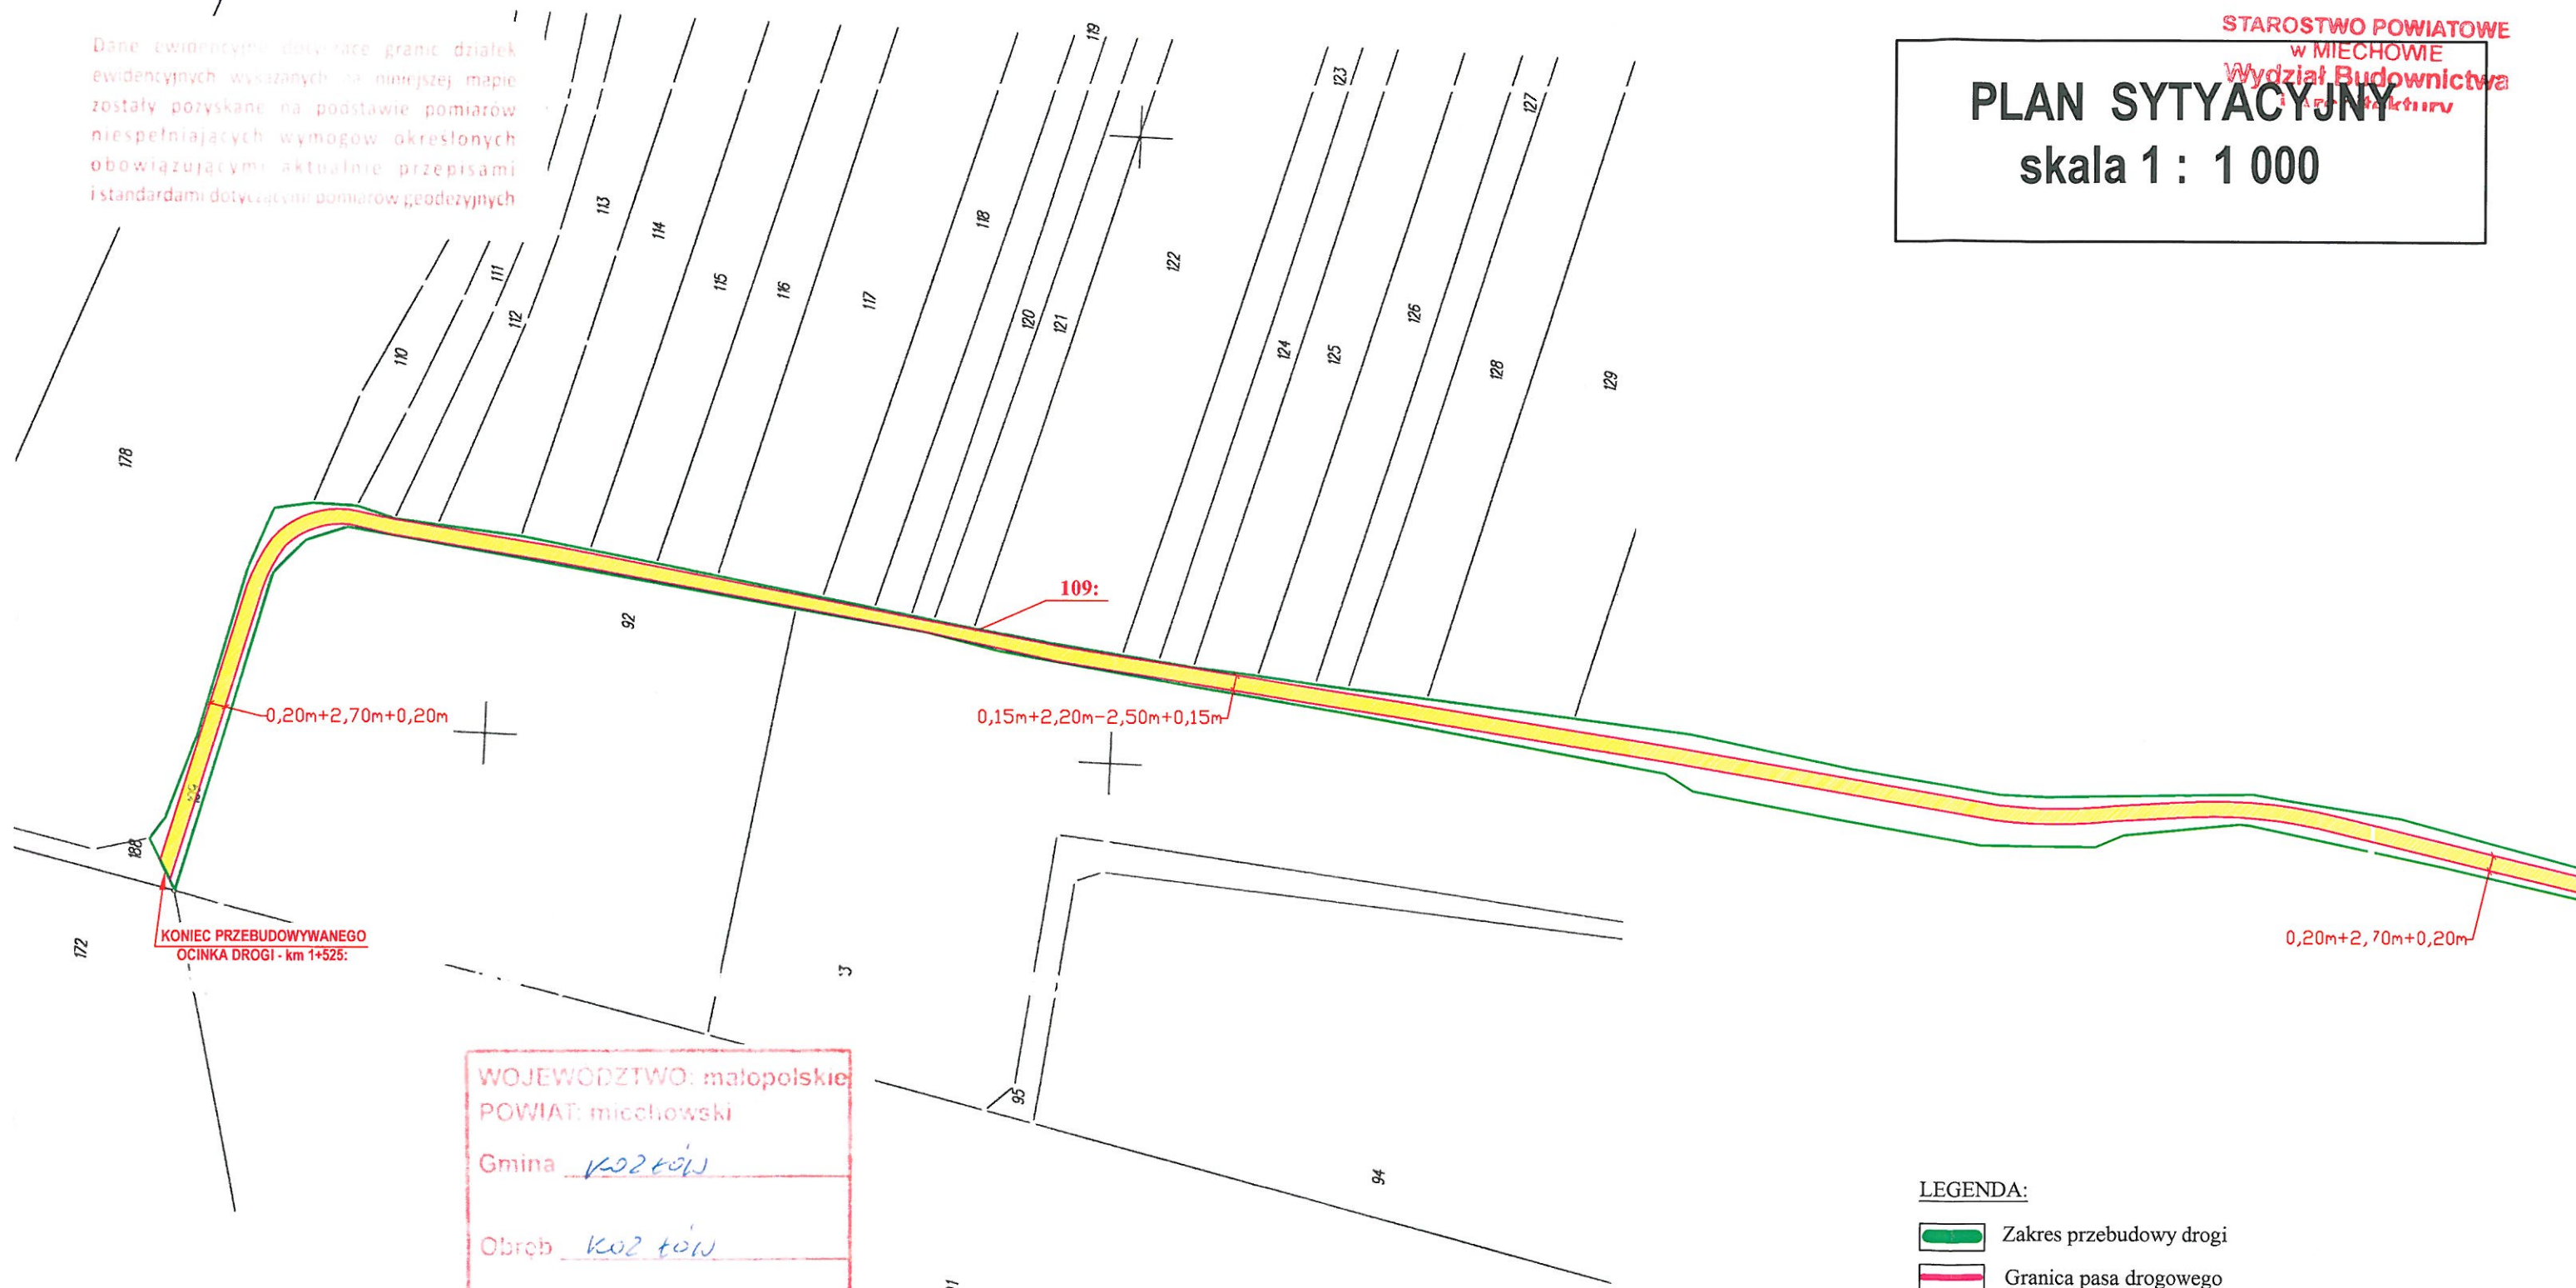 Dane ewidencyjne dotyczące granic działek
ewidencyjnych wykazanych na niniejszej mapie
zostały pozyskane na podstawie pomiarów
niespełniających wymogów określonych
obowiązującymi aktualnie przepisami
i standardami dotyczącymi pomiarów geodezyjnych
STAROSTWO POWIATOWE
w MIECHOWIE
Wydział Budownictwa
i Architektury
PLAN SYTYACYJNY
skala 1 : 1 000
119
123
127
113
114
118
111
115
116
117
122
112
120
121
126
110
124
125
128
129
178
109:
92
0,20m+2,70m+0,20m
0,15m+2,20m-2,50m+0,15m
188
KONIEC PRZEBUDOWYWANEGO
OCINKA DROGI - km 1+525:
172
0,20m+2,70m+0,20m
WOJEWÓDZTWO: małopolskie
POWIAT: miechowski
Gmina KOZŁÓW
Obręb KOZŁÓW
95
94
LEGENDA:
Zakres przebudowy drogi
Granica pasa drogowego